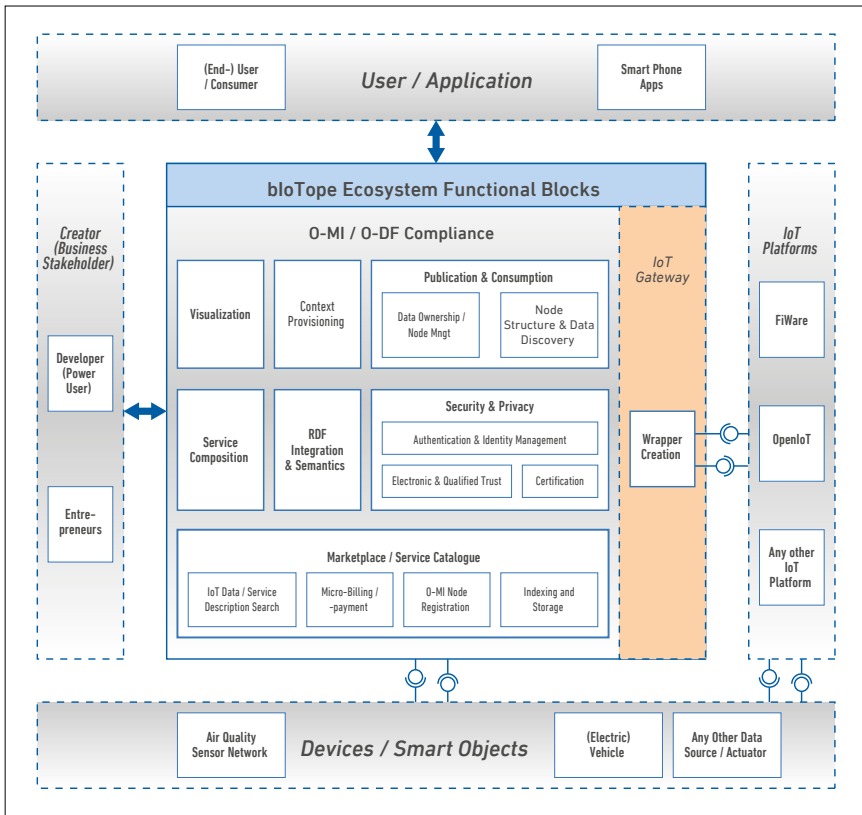 (End-) User
/ Consumer
User / Application
Smart Phone
Apps
bIoTope Ecosystem Functional Blocks
Creator
(Business
Stakeholder)
Developer
(Power
User)
Entre-
preneurs
O-MI / O-DF Compliance
Visualization
Context
Provisioning
Publication & Consumption
Data Ownership /
Node Mngt
Node
Structure & Data
Discovery
Service
Composition
RDF
Integration
& Semantics
Security & Privacy
Authentication & Identity Management
Electronic & Qualified Trust
Certification
Marketplace / Service Catalogue
IoT Data / Service
Description Search
Micro-Billing /
-payment
O-MI Node
Registration
Indexing and
Storage
IoT
Gateway
Wrapper
Creation
IoT
Platforms
FiWare
OpenIoT
Any other
IoT
Platform
Air Quality
Sensor Network
Devices / Smart Objects
(Electric)
Vehicle
Any Other Data
Source / Actuator